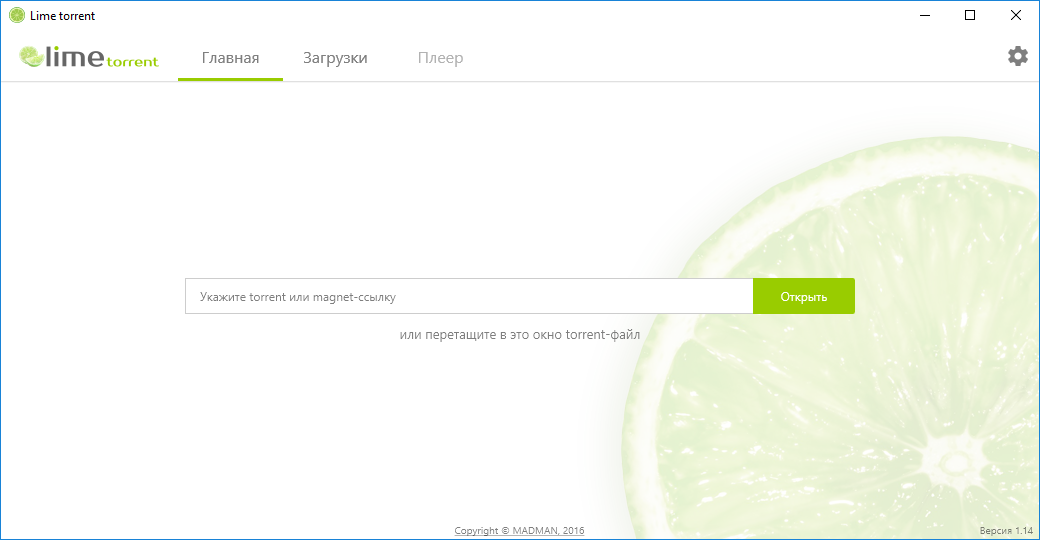 Lime torrent
lime torrent
Главная
Загрузки
Плеер
Укажите torrent или magnet-ссылку
Открыть
или перетащите в это окно torrent-файл
Copyright © MADMAN, 2016
Версия 1.14